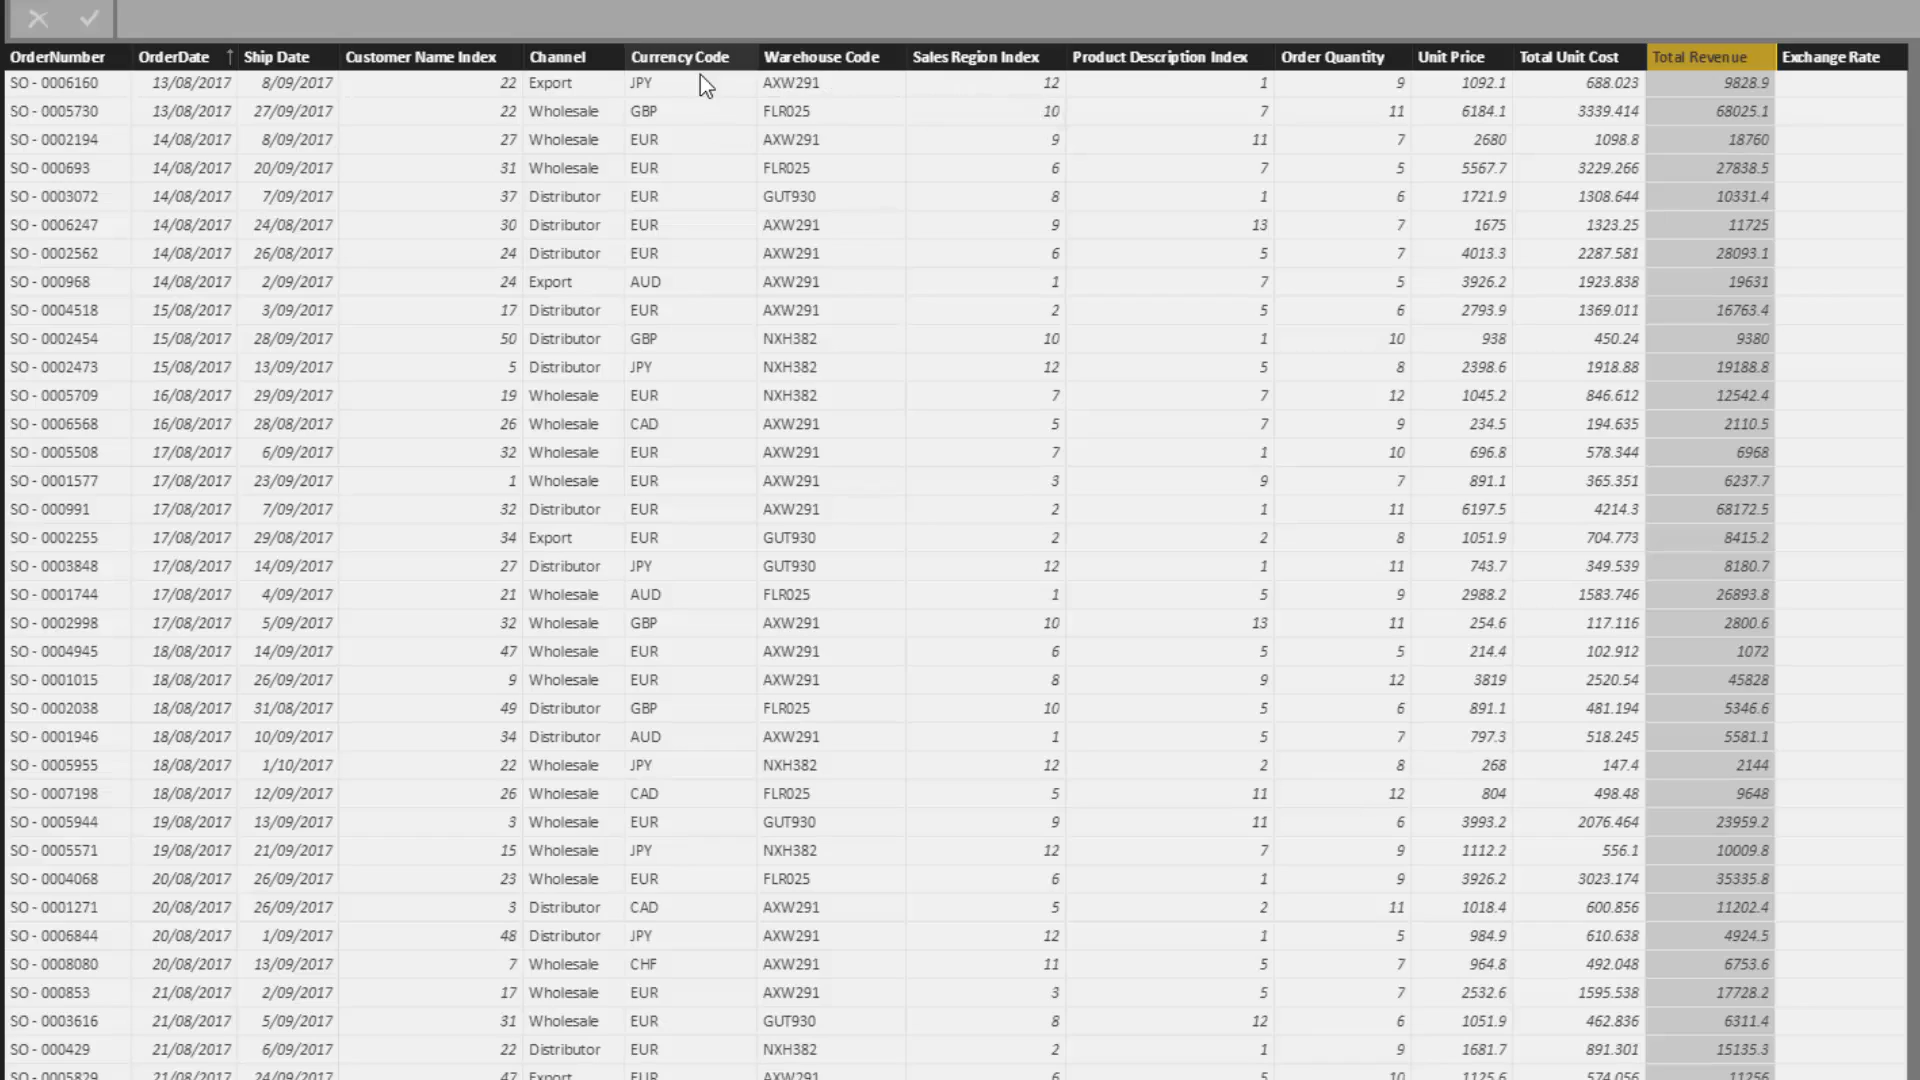 OrderNumber OrderDate Ship Date Customer Name Index Channel Currency Code Warehouse Code Sales Region Index Product Description Index Order Quantity Unit Price Total Unit Cost Total Revenue Exchange Rate
SO - 0006160 13/08/2017 8/09/2017 22 Export JPY AXW291 12 1 9 1092.1 688.023 9828.9
SO - 0005730 13/08/2017 27/09/2017 22 Wholesale GBP FLR025 10 7 11 6184.1 3339.414 68025.1
SO - 0002194 14/08/2017 8/09/2017 27 Wholesale EUR AXW291 9 11 7 2680 1098.8 18760
SO - 000693 14/08/2017 20/09/2017 31 Wholesale EUR FLR025 6 7 5 5567.7 3229.266 27838.5
SO - 0003072 14/08/2017 7/09/2017 37 Distributor EUR GUT930 8 1 6 1721.9 1308.644 10331.4
SO - 0006247 14/08/2017 24/08/2017 30 Distributor EUR AXW291 9 13 7 1675 1323.25 11725
SO - 0002562 14/08/2017 26/08/2017 24 Distributor EUR AXW291 6 5 7 4013.3 2287.581 28093.1
SO - 000968 14/08/2017 2/09/2017 24 Export AUD AXW291 1 7 5 3926.2 1923.838 19631
SO - 0004518 15/08/2017 3/09/2017 17 Distributor EUR AXW291 2 5 6 2793.9 1369.011 16763.4
SO - 0002454 15/08/2017 28/09/2017 50 Distributor GBP NXH382 10 1 10 938 450.24 9380
SO - 0002473 15/08/2017 13/09/2017 5 Distributor JPY NXH382 12 5 8 2398.6 1918.88 19188.8
SO - 0005709 16/08/2017 29/09/2017 19 Wholesale EUR NXH382 7 7 12 1045.2 846.612 12542.4
SO - 0006568 16/08/2017 28/08/2017 26 Wholesale CAD AXW291 5 7 9 234.5 194.635 2110.5
SO - 0005508 17/08/2017 6/09/2017 32 Wholesale EUR AXW291 7 1 10 696.8 578.344 6968
SO - 0001577 17/08/2017 23/09/2017 1 Wholesale EUR AXW291 3 9 7 891.1 365.351 6237.7
SO - 000991 17/08/2017 7/09/2017 32 Distributor EUR AXW291 2 1 11 6197.5 4214.3 68172.5
SO - 0002255 17/08/2017 29/08/2017 34 Export EUR GUT930 2 2 8 1051.9 704.773 8415.2
SO - 0003848 17/08/2017 14/09/2017 27 Distributor JPY GUT930 12 1 11 743.7 349.539 8180.7
SO - 0001744 17/08/2017 4/09/2017 21 Wholesale AUD FLR025 1 5 9 2988.2 1583.746 26893.8
SO - 0002998 17/08/2017 5/09/2017 32 Wholesale GBP AXW291 10 13 11 254.6 117.116 2800.6
SO - 0004945 18/08/2017 14/09/2017 47 Wholesale EUR AXW291 6 5 5 214.4 102.912 1072
SO - 0001015 18/08/2017 26/09/2017 9 Wholesale EUR AXW291 8 9 12 3819 2520.54 45828
SO - 0002038 18/08/2017 31/08/2017 49 Distributor GBP FLR025 10 5 6 891.1 481.194 5346.6
SO - 0001946 18/08/2017 10/09/2017 34 Distributor AUD AXW291 1 5 7 797.3 518.245 5581.1
SO - 0005955 18/08/2017 1/10/2017 22 Wholesale JPY NXH382 12 2 8 268 147.4 2144
SO - 0007198 18/08/2017 12/09/2017 26 Wholesale CAD FLR025 5 11 12 804 498.48 9648
SO - 0005944 19/08/2017 13/09/2017 3 Wholesale EUR GUT930 9 11 6 3993.2 2076.464 23959.2
SO - 0005571 19/08/2017 21/09/2017 15 Wholesale JPY NXH382 12 7 9 1112.2 556.1 10009.8
SO - 0004068 20/08/2017 26/09/2017 23 Wholesale EUR FLR025 6 1 9 3926.2 3023.174 35335.8
SO - 0001271 20/08/2017 26/09/2017 3 Distributor CAD AXW291 5 2 11 1018.4 600.856 11202.4
SO - 0006844 20/08/2017 1/09/2017 48 Distributor JPY AXW291 12 1 5 984.9 610.638 4924.5
SO - 0008080 20/08/2017 13/09/2017 7 Wholesale CHF AXW291 11 5 7 964.8 492.048 6753.6
SO - 000853 21/08/2017 2/09/2017 17 Wholesale EUR AXW291 3 5 7 2532.6 1595.538 17728.2
SO - 0003616 21/08/2017 5/09/2017 31 Wholesale EUR GUT930 8 12 6 1051.9 462.836 6311.4
SO - 000429 21/08/2017 6/09/2017 22 Distributor EUR NXH382 2 1 9 1681.7 891.301 15135.3
SO - 0005829 21/08/2017 24/09/2017 47 Export EUR AXW291 6 5 10 1125.6 574.056 11256